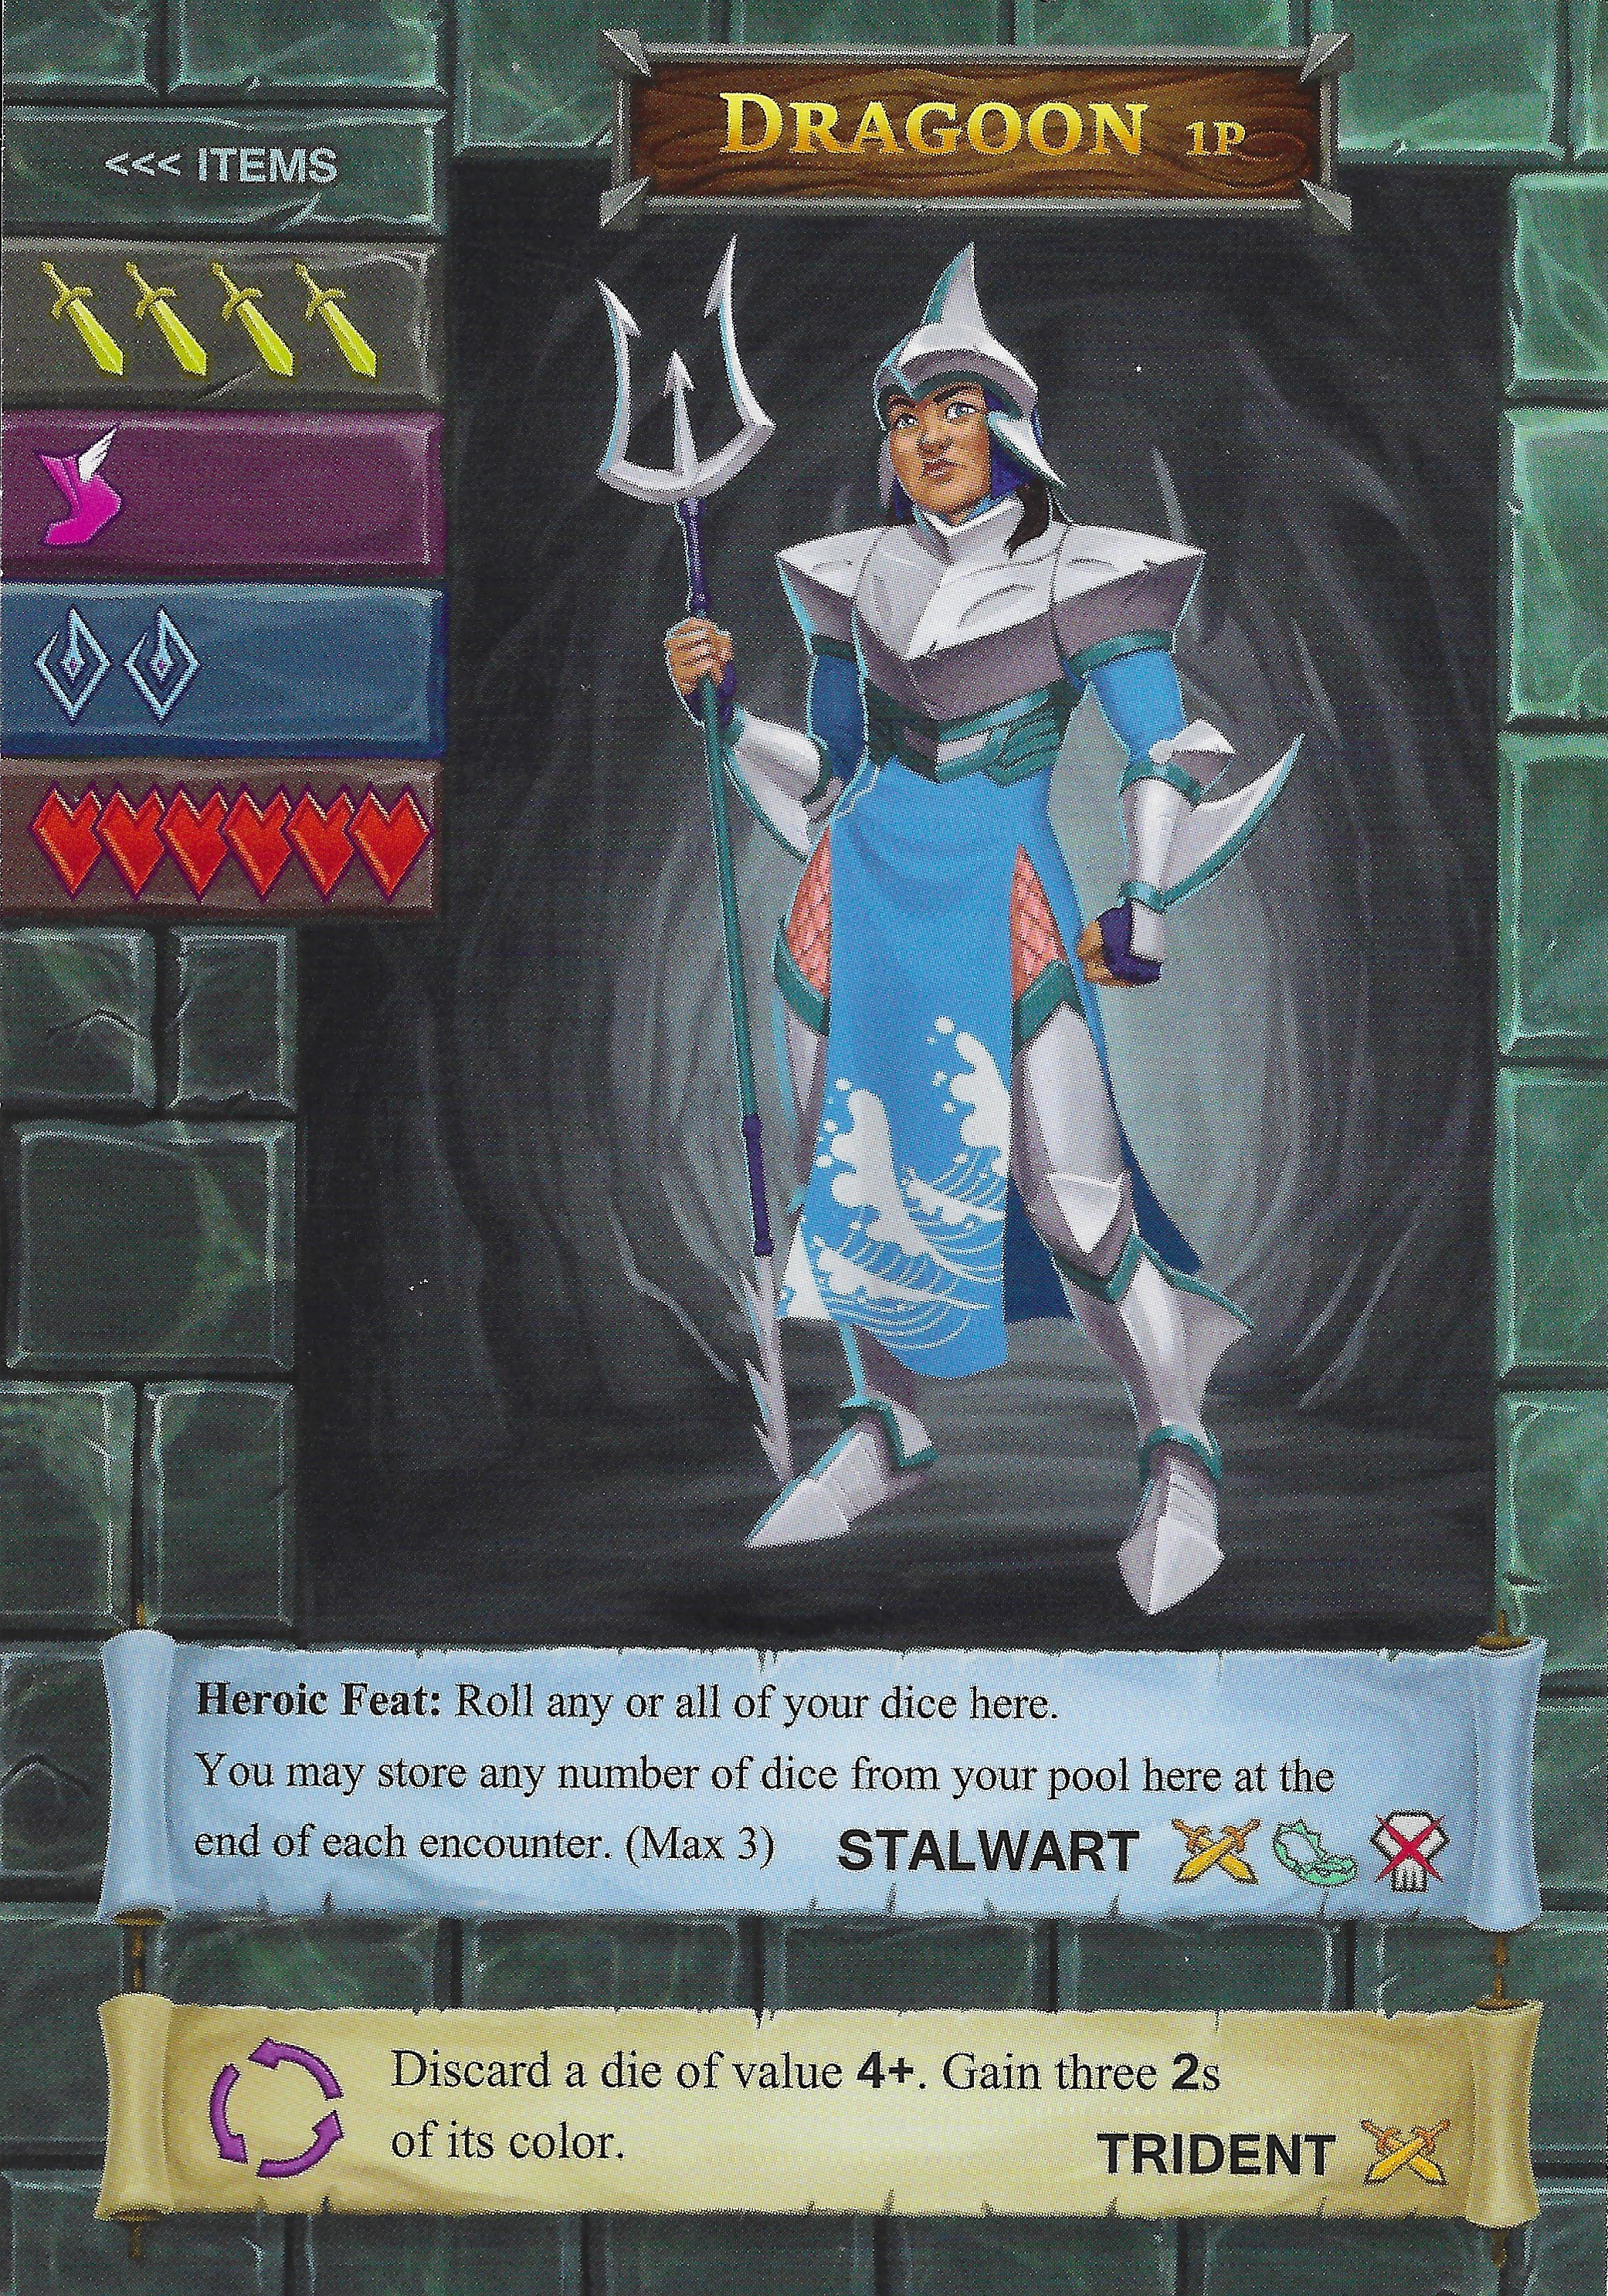 DRAGOON 1P
<<< ITEMS
Heroic Feat: Roll any or all of your dice here.
You may store any number of dice from your pool here at the
end of each encounter. (Max 3) STALWART
Discard a die of value 4+. Gain three 2s
of its color.
TRIDENT